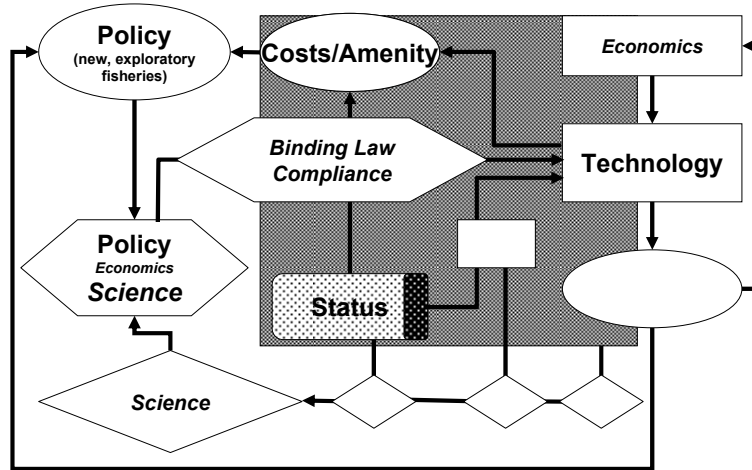 Policy
(new, exploratory
fisheries)
Costs/Amenity
Economics
Binding Law
Compliance
Technology
Policy
Economics
Science
Status
Science